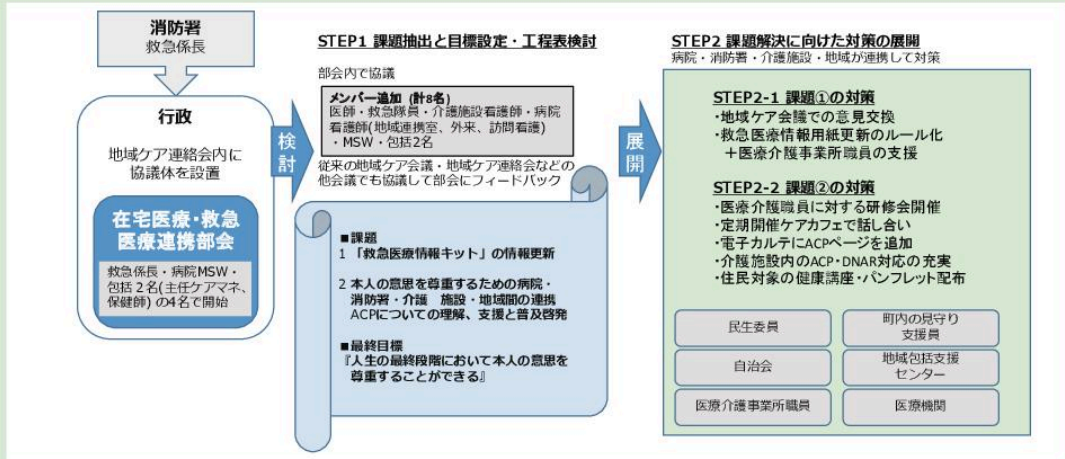 消防署
救急係長
行政
地域ケア連絡会内に
協議体を設置
在宅医療・救急
医療連携部会
救急係長・病院MSW・
包括2名(主任ケアマネ、
保健師) の4名で開始
検討
STEP1 課題抽出と目標設定・工程表検討
部会内で協議
メンバー追加 (計8名)
医師・救急隊員・介護施設看護師・病院
看護師(地域連携室、外来、訪問看護)
・MSW・包括2名
従来の地域ケア会議・地域ケア連絡会などの
他会議でも協議して部会にフィードバック
■課題
1 「救急医療情報キット」の情報更新
2 本人の意思を尊重するための病院・
消防署・介護 施設・地域間の連携
ACPについての理解、支援と普及啓発
■最終目標
『人生の最終段階において本人の意思を
尊重することができる』
展開
STEP2 課題解決に向けた対策の展開
病院・消防署・介護施設・地域が連携して対策
STEP2-1 課題①の対策
・地域ケア会議での意見交換
・救急医療情報用紙更新のルール化
＋医療介護事業所職員の支援
STEP2-2 課題②の対策
・医療介護職員に対する研修会開催
・定期開催ケアカフェで話し合い
・電子カルテにACPページを追加
・介護施設内のACP・DNAR対応の充実
・住民対象の健康講座・パンフレット配布
民生委員
町内の見守り
支援員
自治会
地域包括支援
センター
医療介護事業所職員
医療機関